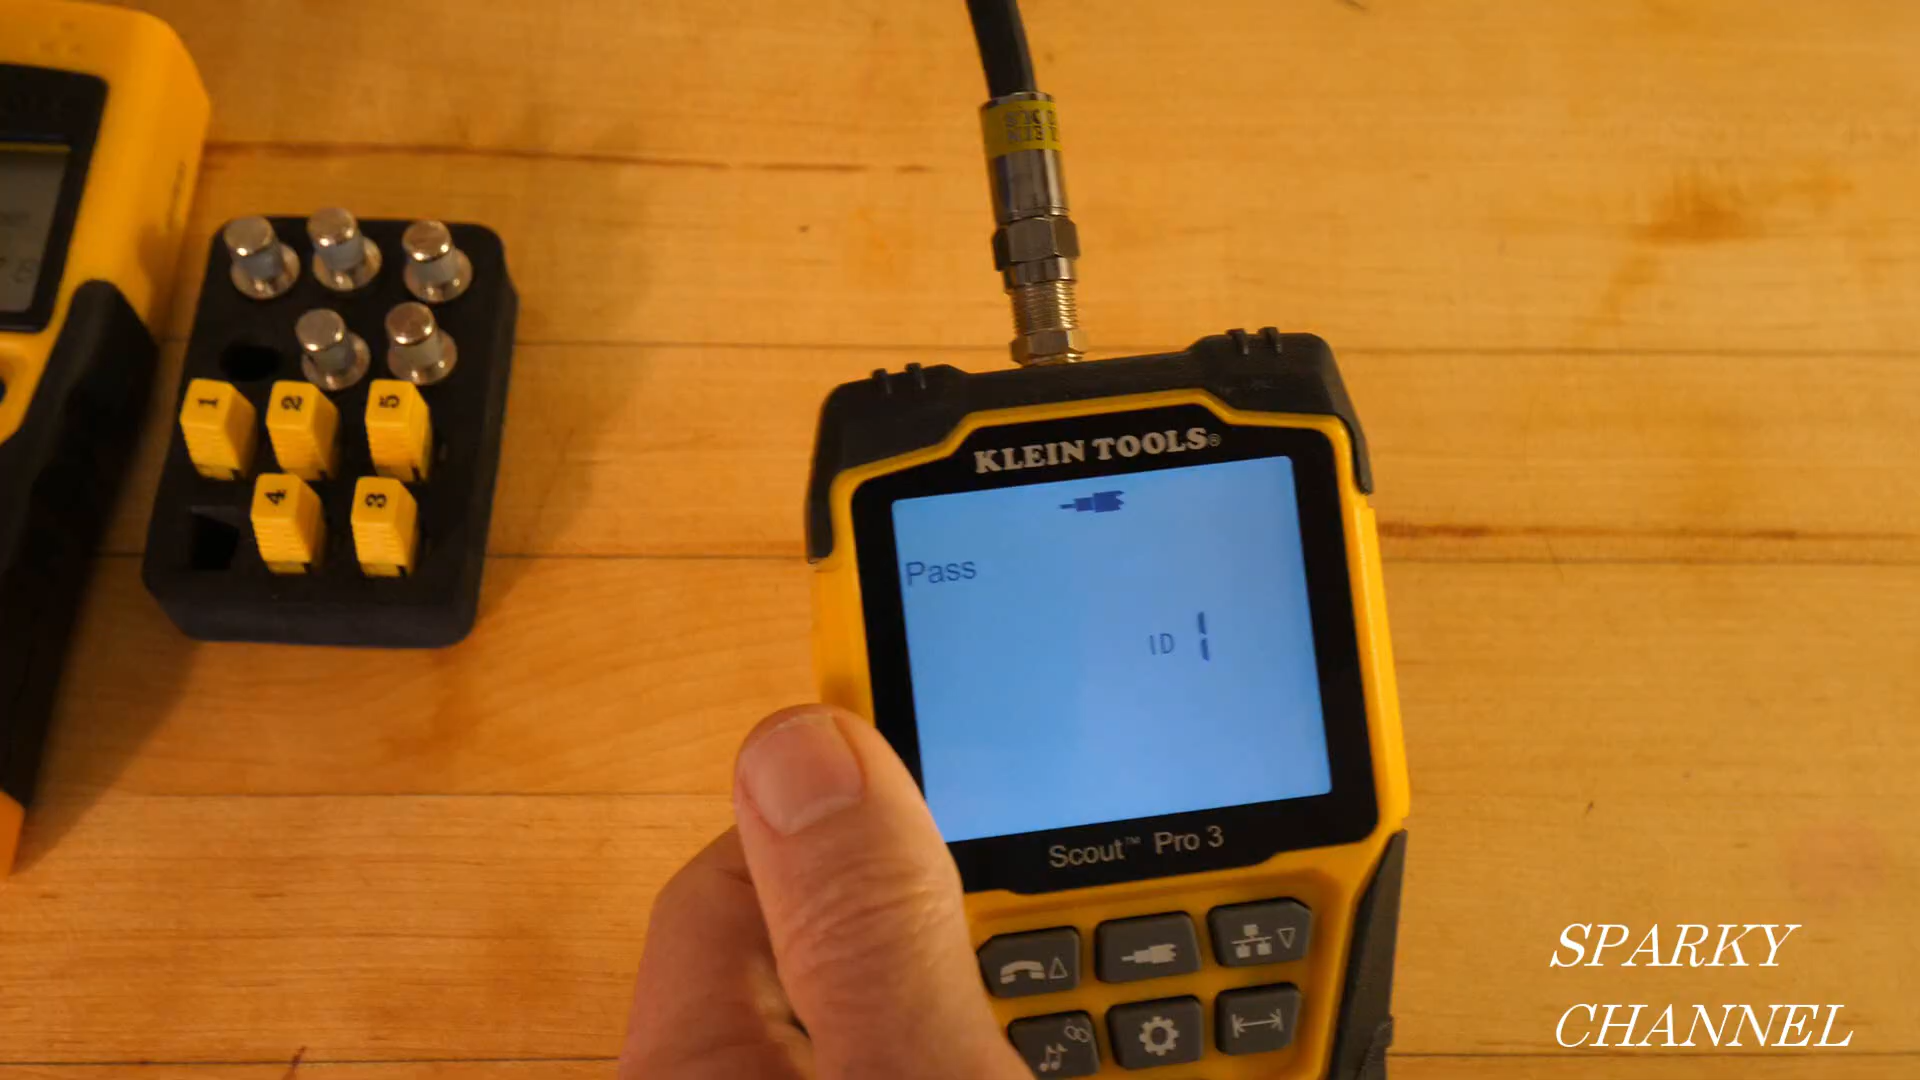 KLEIN TOOLS®
Pass
ID 1
Scout™ Pro 3
1
2
5
4
3
SPARKY
CHANNEL